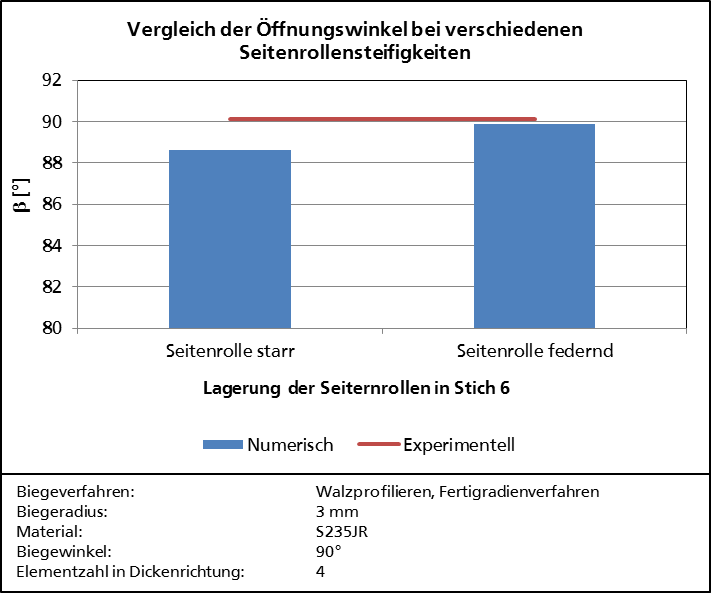 Vergleich der Öffnungswinkel bei verschiedenen
Seitenrollensteifigkeiten
92
90
88
86
84
82
80
β [°]
Seitenrolle starr
Seitenrolle federnd
Lagerung der Seiternrollen in Stich 6
Numerisch
Experimentell
Biegeverfahren: Walzprofilieren, Fertigradienverfahren
Biegeradius: 3 mm
Material: S235JR
Biegewinkel: 90°
Elementzahl in Dickenrichtung: 4